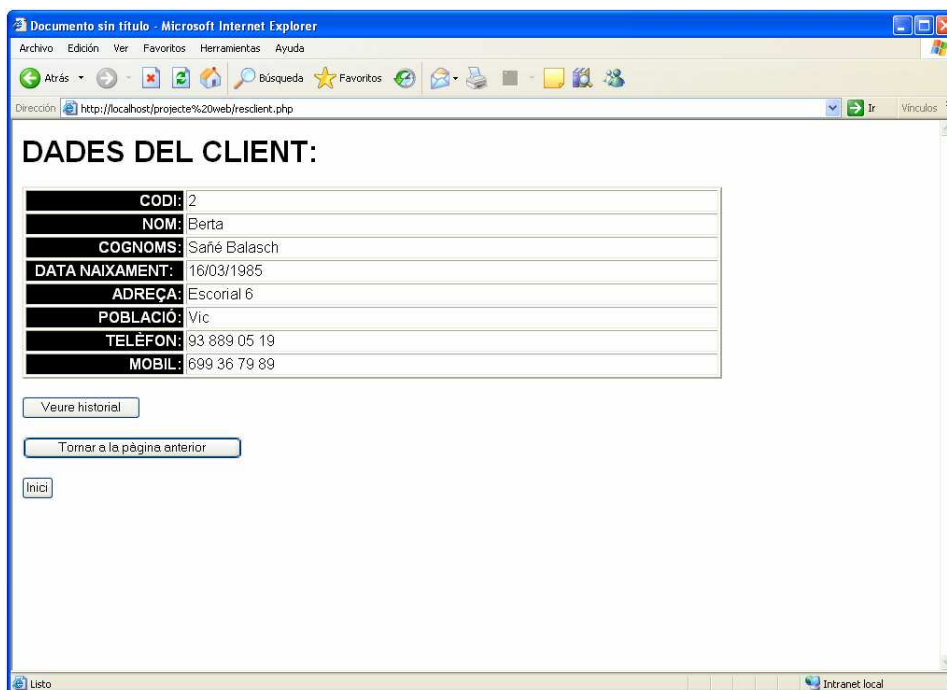 Documento sin título - Microsoft Internet Explorer
Archivo Edición Ver Favoritos Herramientas Ayuda
Atrás Búsqueda Favoritos
Dirección http://localhost/projecte%20web/resclient.php Ir Vínculos
DADES DEL CLIENT:
CODI: 2
NOM: Berta
COGNOMS: Sañé Balasch
DATA NAIXAMENT: 16/03/1985
ADREÇA: Escorial 6
POBLACIÓ: Vic
TELÈFON: 93 889 05 19
MOBIL: 699 36 79 89
Veure historial
Tornar a la pàgina anterior
Inici
Listo Intranet local